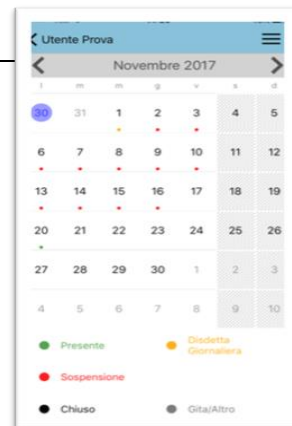 Utente Prova
Novembre 2017
l m m g v s d
30 31 1 2 3 4 5
6 7 8 9 10 11 12
13 14 15 16 17 18 19
20 21 22 23 24 25 26
27 28 29 30 1 2 3
4 5 6 7 8 9 10
Presente
Disdetta
Giornaliera
Sospensione
Chiuso
Gita/Altro